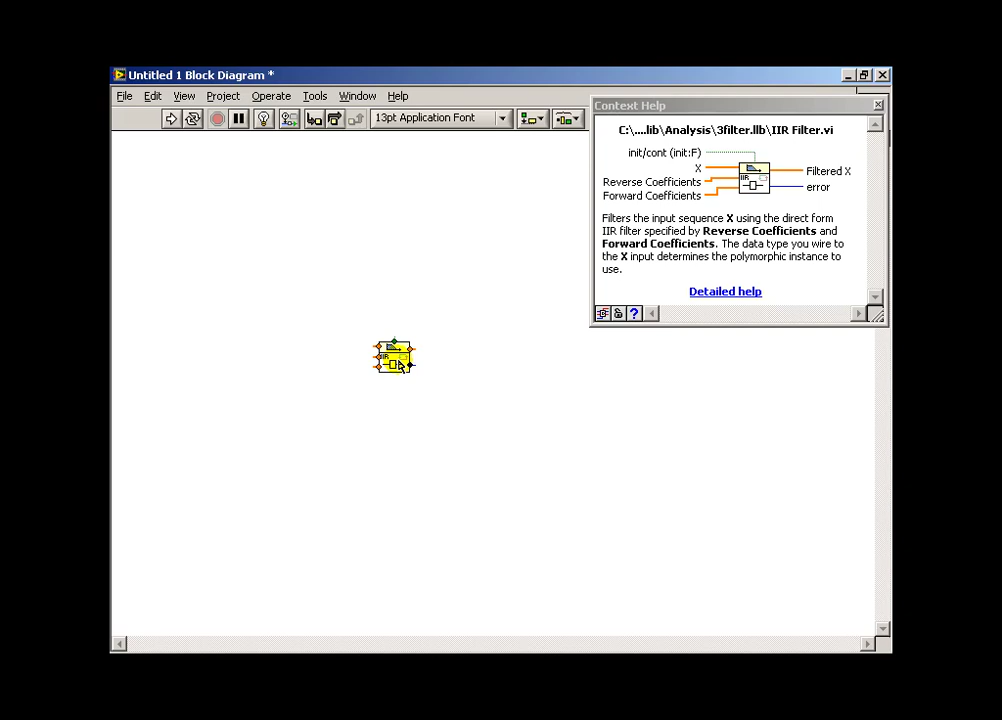 Untitled 1 Block Diagram *
File Edit View Project Operate Tools Window Help
13pt Application Font
Context Help
C:\....lib\Analysis\3filter.llb\IIR Filter.vi
init/cont (init:F)
X
Reverse Coefficients
Forward Coefficients
IIR
Filtered X
error
Filters the input sequence X using the direct form
IIR filter specified by Reverse Coefficients and
Forward Coefficients. The data type you wire to
the X input determines the polymorphic instance to
use.
Detailed help
?
IIR